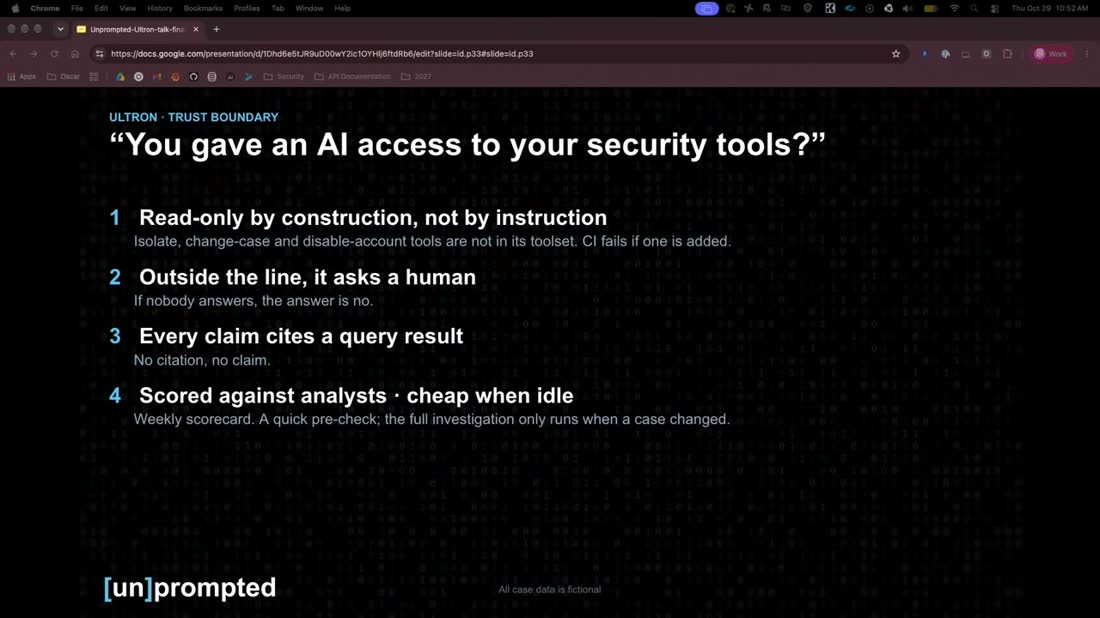 Chrome File Edit View History Bookmarks Profiles Tab Window Help
Thu Oct 29 10:52 AM
Unprompted-Ultron-talk-fina
https://docs.google.com/presentation/d/1Dhd6e5tJR9uD00wY2ic1OYHlj6ftdRb6/edit?slide=id.p33#slide=id.p33
Work
Apps Oscar Security API Documentation 2027
ULTRON · TRUST BOUNDARY
“You gave an AI access to your security tools?”
1 Read-only by construction, not by instruction
Isolate, change-case and disable-account tools are not in its toolset. CI fails if one is added.
2 Outside the line, it asks a human
If nobody answers, the answer is no.
3 Every claim cites a query result
No citation, no claim.
4 Scored against analysts · cheap when idle
Weekly scorecard. A quick pre-check; the full investigation only runs when a case changed.
[un]prompted
All case data is fictional